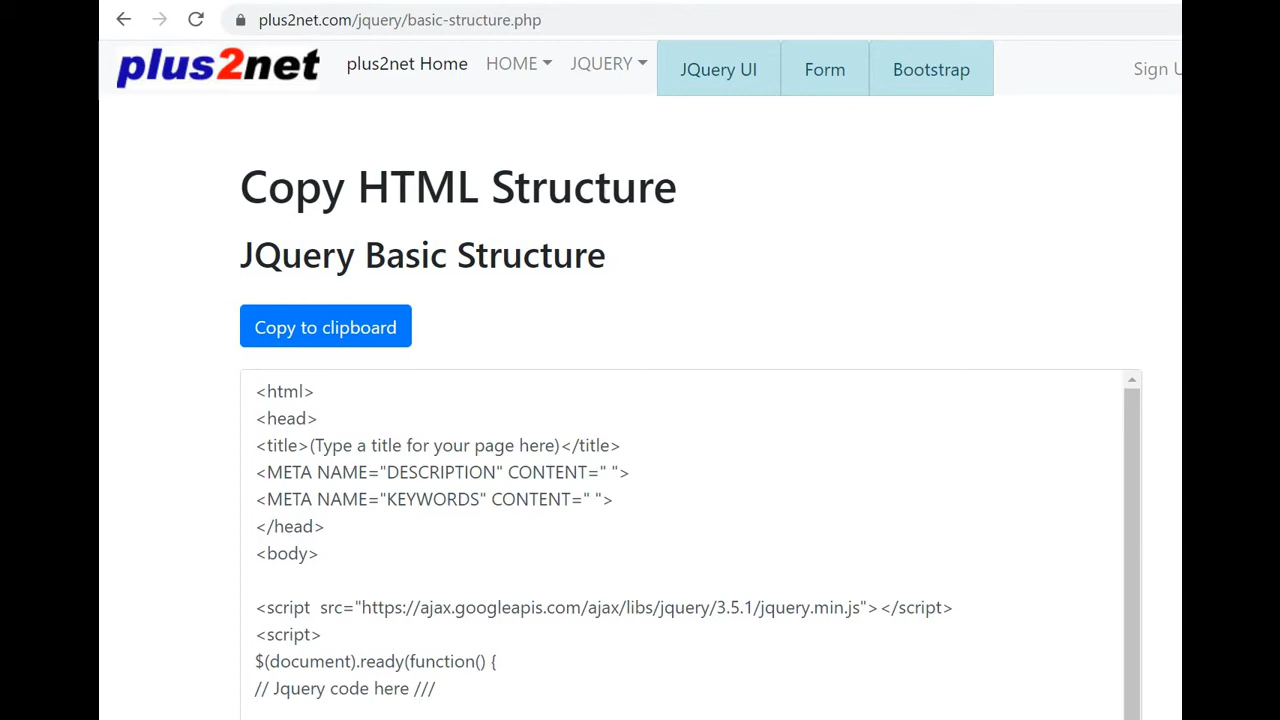 plus2net.com/jquery/basic-structure.php
plus2net plus2net Home HOME JQUERY JQuery UI Form Bootstrap Sign U
Copy HTML Structure
JQuery Basic Structure
Copy to clipboard
<html>
<head>
<title>(Type a title for your page here)</title>
<META NAME="DESCRIPTION" CONTENT=" ">
<META NAME="KEYWORDS" CONTENT=" ">
</head>
<body>
<script  src="https://ajax.googleapis.com/ajax/libs/jquery/3.5.1/jquery.min.js"></script>
<script>
$(document).ready(function() {
// Jquery code here ///